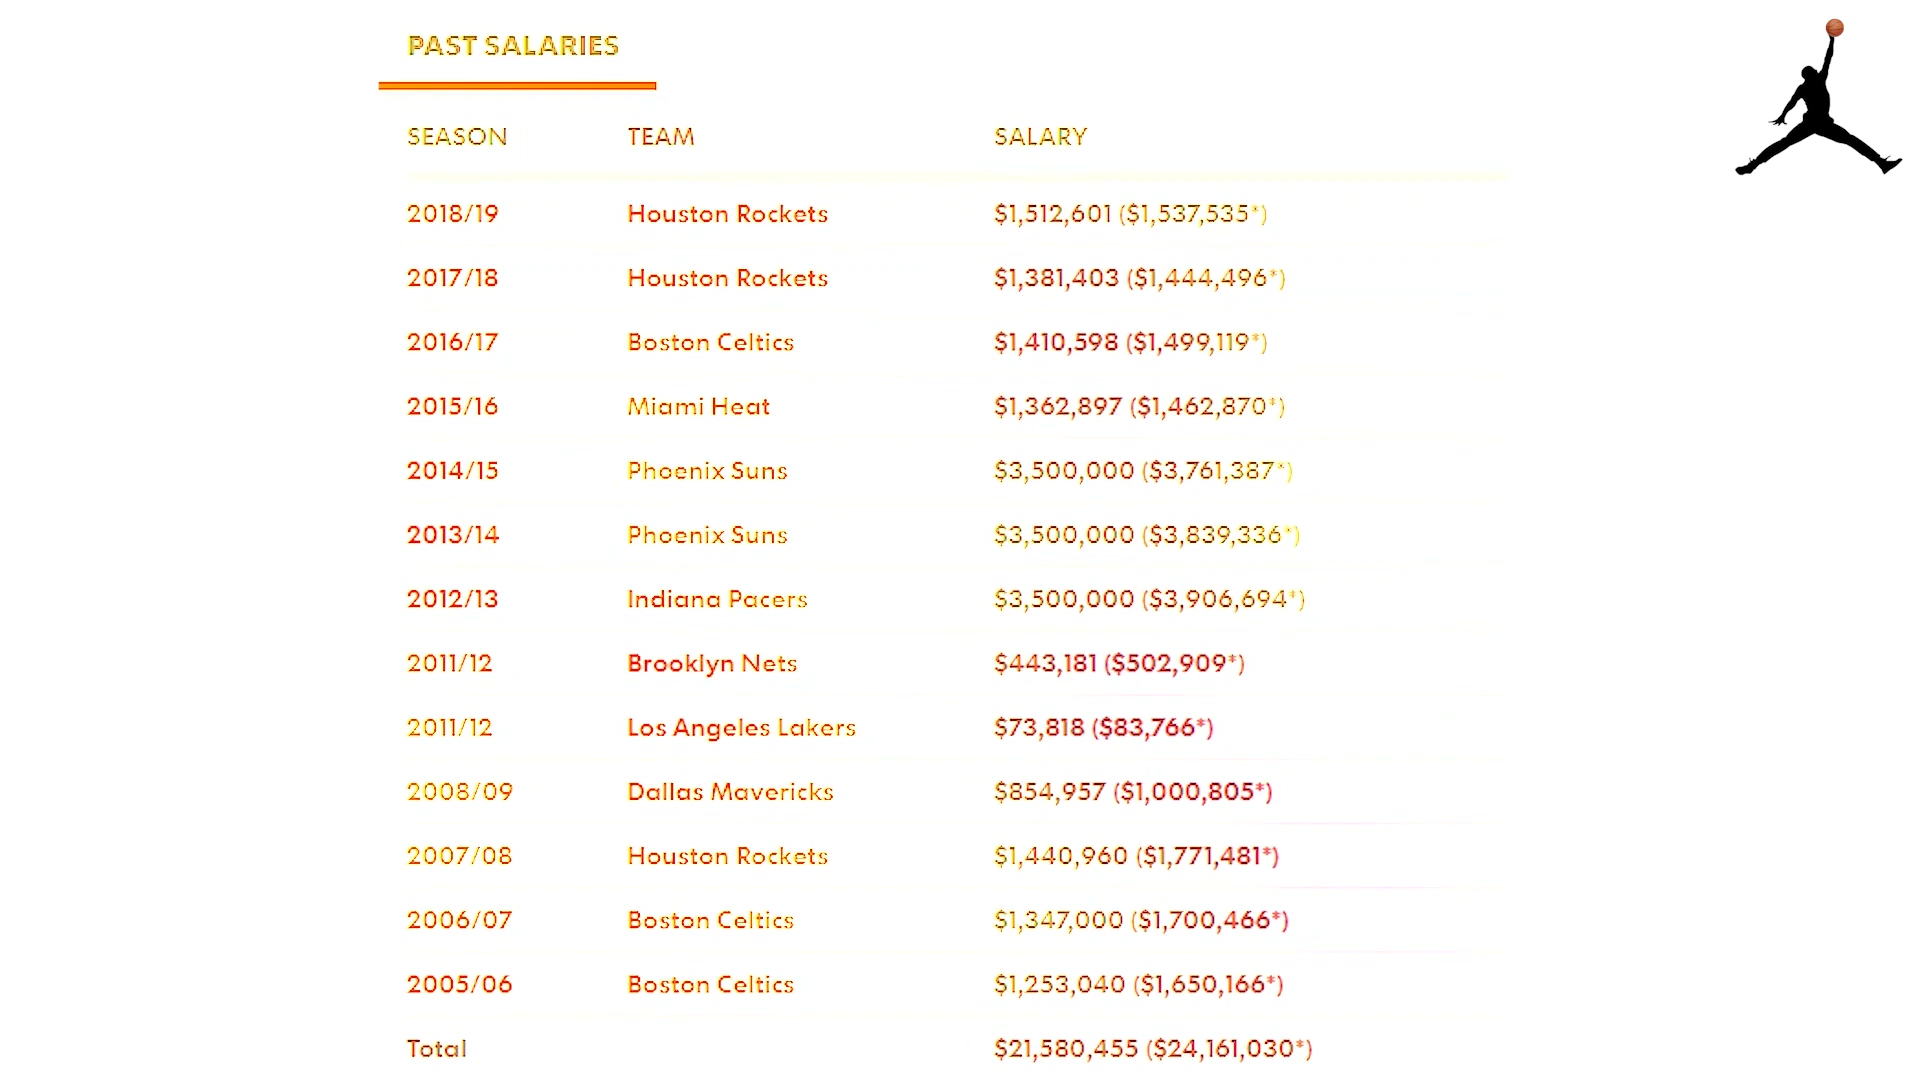 PAST SALARIES
SEASON TEAM SALARY
2018/19 Houston Rockets $1,512,601 ($1,537,535*)
2017/18 Houston Rockets $1,381,403 ($1,444,496*)
2016/17 Boston Celtics $1,410,598 ($1,499,119*)
2015/16 Miami Heat $1,362,897 ($1,462,870*)
2014/15 Phoenix Suns $3,500,000 ($3,761,387*)
2013/14 Phoenix Suns $3,500,000 ($3,839,336*)
2012/13 Indiana Pacers $3,500,000 ($3,906,694*)
2011/12 Brooklyn Nets $443,181 ($502,909*)
2011/12 Los Angeles Lakers $73,818 ($83,766*)
2008/09 Dallas Mavericks $854,957 ($1,000,805*)
2007/08 Houston Rockets $1,440,960 ($1,771,481*)
2006/07 Boston Celtics $1,347,000 ($1,700,466*)
2005/06 Boston Celtics $1,253,040 ($1,650,166*)
Total $21,580,455 ($24,161,030*)